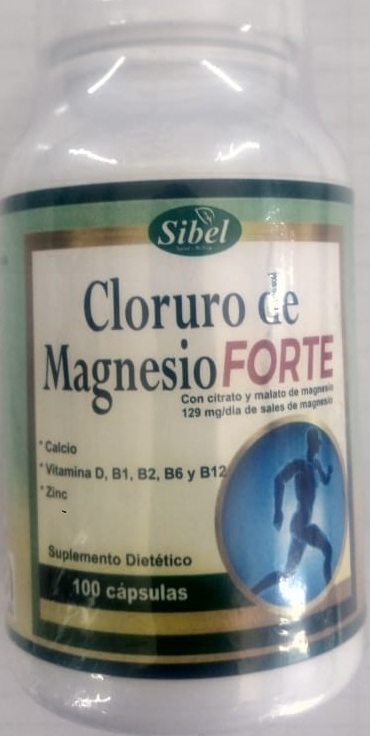 Sibel
Cloruro de
Magnesio FORTE
Con citrato y malato de magnesio
129 mg/día de sales de magnesio
* Calcio
* Vitamina D, B1, B2, B6 y B12
* Zinc
Suplemento Dietético
100 cápsulas